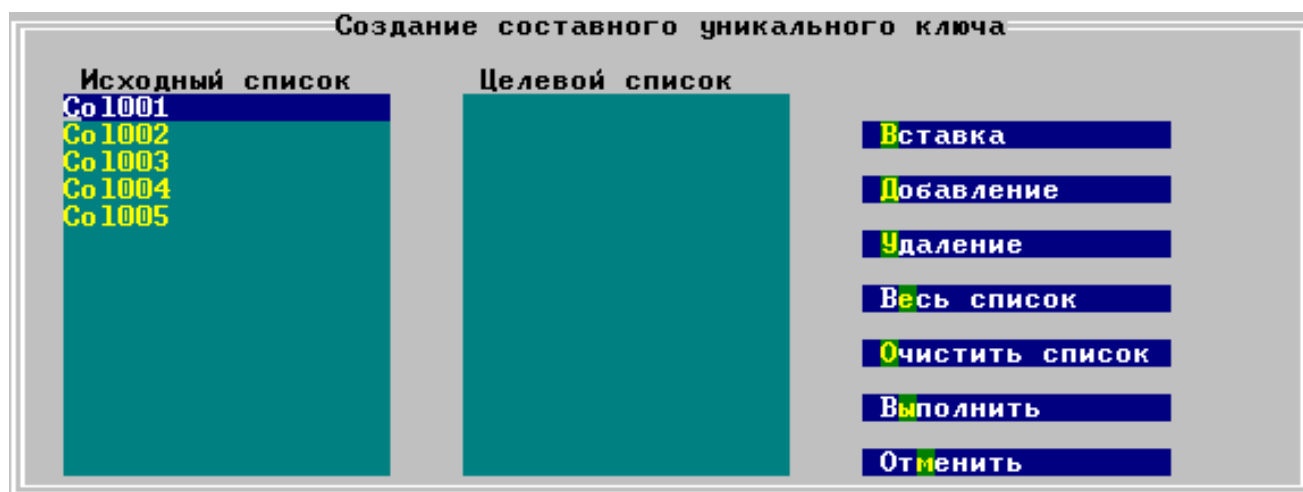 Создание составного уникального ключа
Исходный список
Целевой список
Col001
Col002
Col003
Col004
Col005
Вставка
Добавление
Удаление
Весь список
Очистить список
Выполнить
Отменить